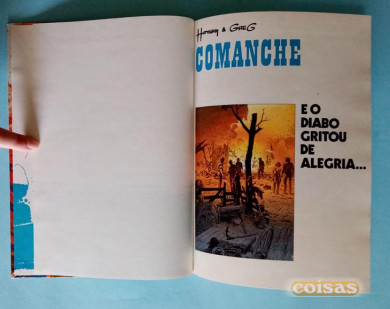 HERMANN & GREG
COMANCHE
E O
DIABO
GRITOU
DE
ALEGRIA...
coisas